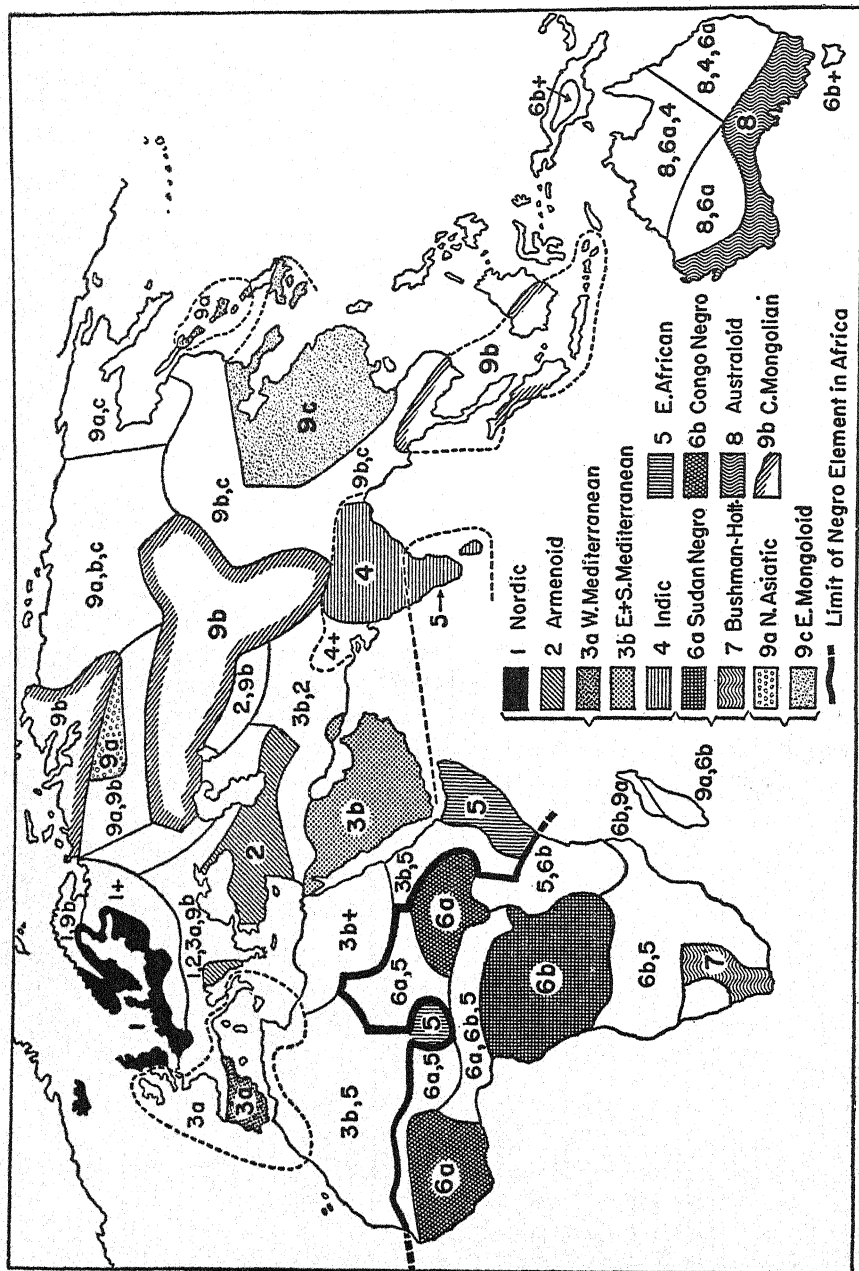 1,9b
1+
1
1,2,3a,9b
3a
3a
9b
9a
9a,9b
9a,b,c
9a,c
9a
9b
2,9b
2
3b,2
4+
9b,c
9c
9b,c
4
5
9b
3b
3b+
3b,5
3b,5
6a,5
5
6a,5
6a
6a
6a,6b,5
5
5,6b
6b
6b,5
7
6b,9a
9a,6b
6b+
8,6a,4
8,4,6a
8,6a
8
6b+
1 Nordic
2 Armenoid
3a W.Mediterranean
3b E+S.Mediterranean
4 Indic 5 E.African
6a Sudan Negro 6b Congo Negro
7 Bushman-Hott. 8 Australoid
9a N.Asiatic 9b C.Mongolian
9c E.Mongoloid
Limit of Negro Element in Africa